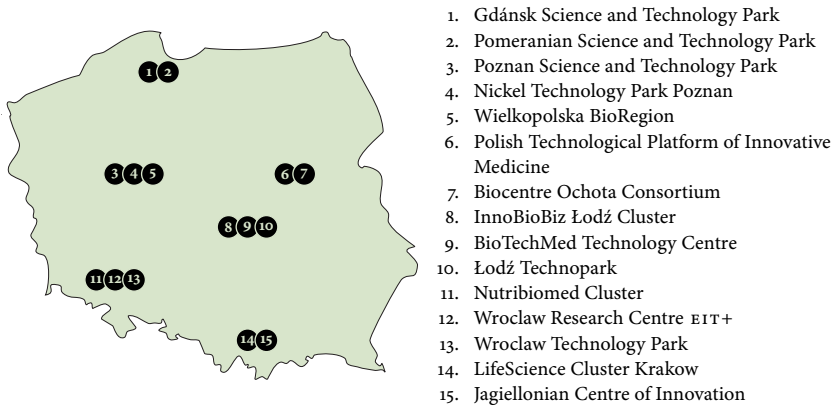 1 2
3 4 5
6 7
8 9 10
11 12 13
14 15
1. Gdánsk Science and Technology Park
2. Pomeranian Science and Technology Park
3. Poznan Science and Technology Park
4. Nickel Technology Park Poznan
5. Wielkopolska BioRegion
6. Polish Technological Platform of Innovative
Medicine
7. Biocentre Ochota Consortium
8. InnoBioBiz Łodź Cluster
9. BioTechMed Technology Centre
10. Łodź Technopark
11. Nutribiomed Cluster
12. Wroclaw Research Centre EIT+
13. Wroclaw Technology Park
14. LifeScience Cluster Krakow
15. Jagiellonian Centre of Innovation